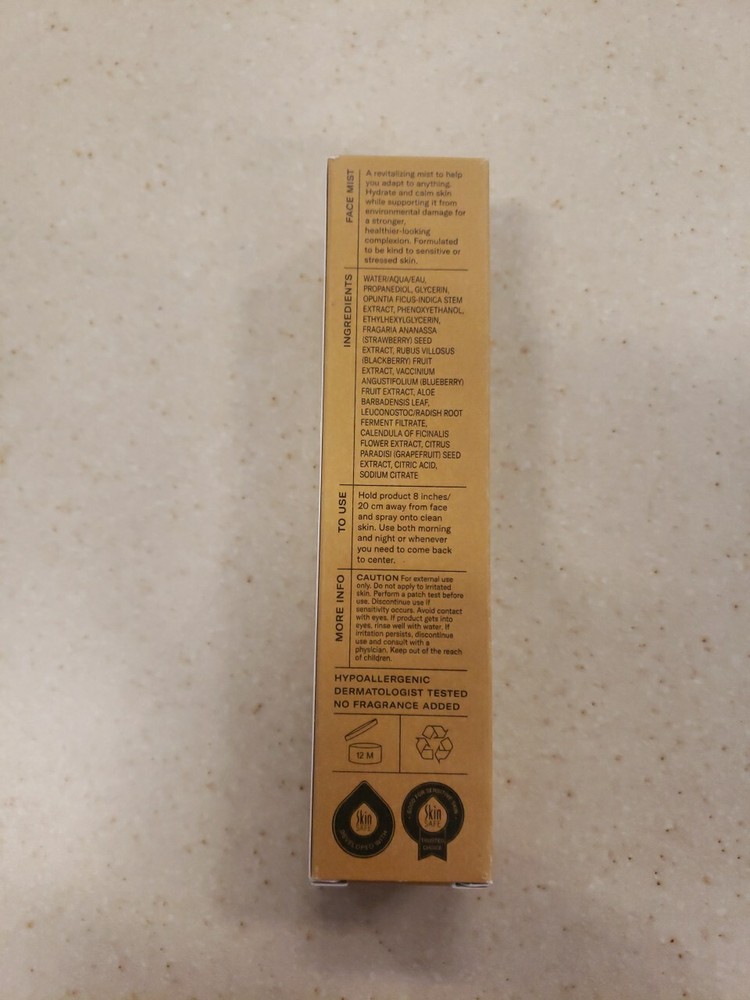 FACE MIST
A revitalizing mist to help
you adapt to anything.
Hydrate and calm skin
while supporting it from
environmental damage for
a stronger,
healthier-looking
complexion. Formulated
to be kind to sensitive or
stressed skin.
INGREDIENTS
WATER/AQUA/EAU,
PROPANEDIOL, GLYCERIN,
OPUNTIA FICUS-INDICA STEM
EXTRACT, PHENOXYETHANOL,
ETHYLHEXYLGLYCERIN,
FRAGARIA ANANASSA
(STRAWBERRY) SEED
EXTRACT, RUBUS VILLOSUS
(BLACKBERRY) FRUIT
EXTRACT, VACCINIUM
ANGUSTIFOLIUM (BLUEBERRY)
FRUIT EXTRACT, ALOE
BARBADENSIS LEAF,
LEUCONOSTOC/RADISH ROOT
FERMENT FILTRATE,
CALENDULA OFFICINALIS
FLOWER EXTRACT, CITRUS
PARADISI (GRAPEFRUIT) SEED
EXTRACT, CITRIC ACID,
SODIUM CITRATE
TO USE
Hold product 8 inches/
20 cm away from face
and spray onto clean
skin. Use both morning
and night or whenever
you need to come back
to center.
MORE INFO
CAUTION For external use
only. Do not apply to irritated
skin. Perform a patch test before
use. Discontinue use if
sensitivity occurs. Avoid contact
with eyes. If product gets into
eyes, rinse well with water. If
irritation persists, discontinue
use and consult with a
physician. Keep out of the reach
of children.
HYPOALLERGENIC
DERMATOLOGIST TESTED
NO FRAGRANCE ADDED
12 M
Skin
SAFE
DEVELOPED WITH
GOOD FOR SENSITIVE SKIN
Skin
SAFE